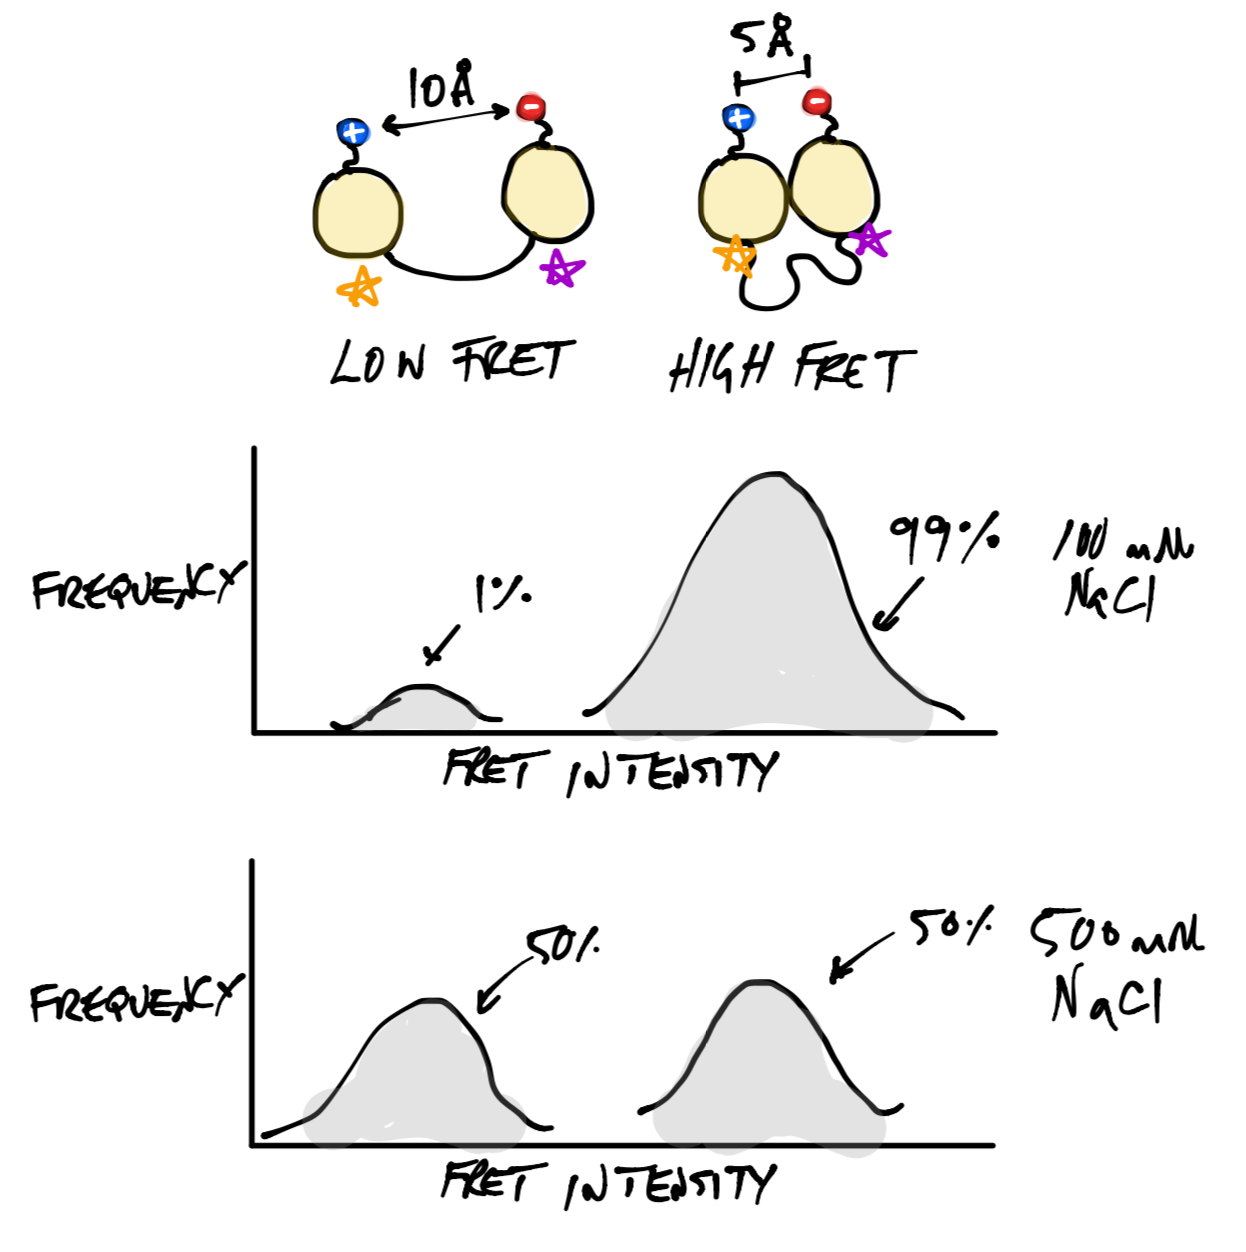 10Å
5Å
+
-
+
-
LOW FRET
HIGH FRET
FREQUENCY
1%
99%
100 mM
NaCl
FRET INTENSITY
FREQUENCY
50%
50%
500 mM
NaCl
FRET INTENSITY